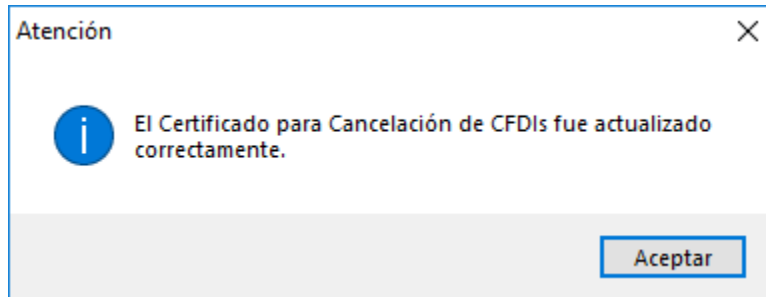 Atención
El Certificado para Cancelación de CFDIs fue actualizado
correctamente.
Aceptar